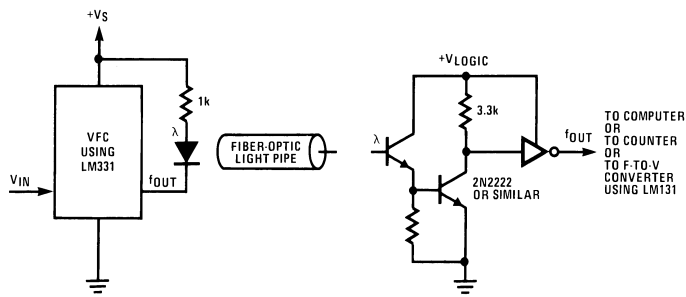 +VS
1k
λ
VFC
USING
LM331
VIN
fOUT
FIBER-OPTIC
LIGHT PIPE
+VLOGIC
λ
3.3k
2N2222
OR SIMILAR
fOUT
TO COMPUTER
OR
TO COUNTER
OR
TO F-TO-V
CONVERTER
USING LM131